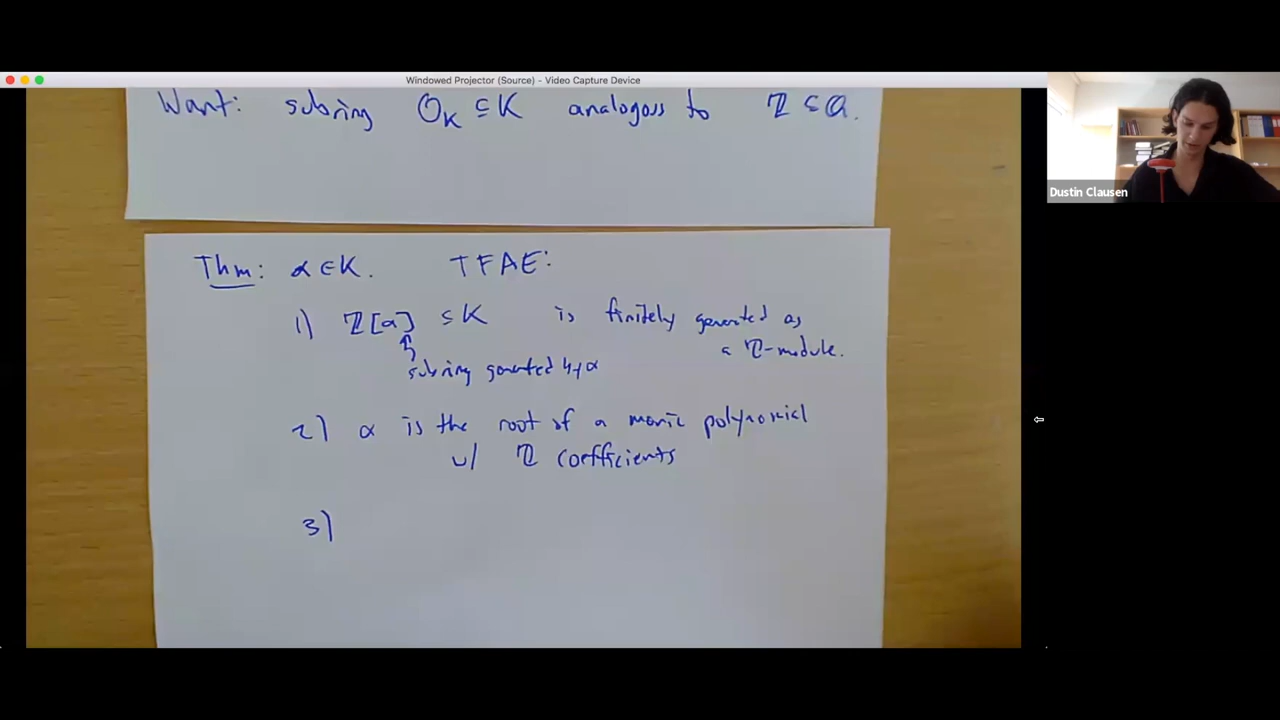 Windowed Projector (Source) - Video Capture Device
Want: subring O_K ⊆ K analogous to ℤ ⊆ ℚ.
Dustin Clausen
Thm: α ∈ K. TFAE:
1) ℤ[α] ⊆ K is finitely generated as
a ℤ-module.
subring generated by α
2) α is the root of a monic polynomial
w/ ℤ coefficients
3)